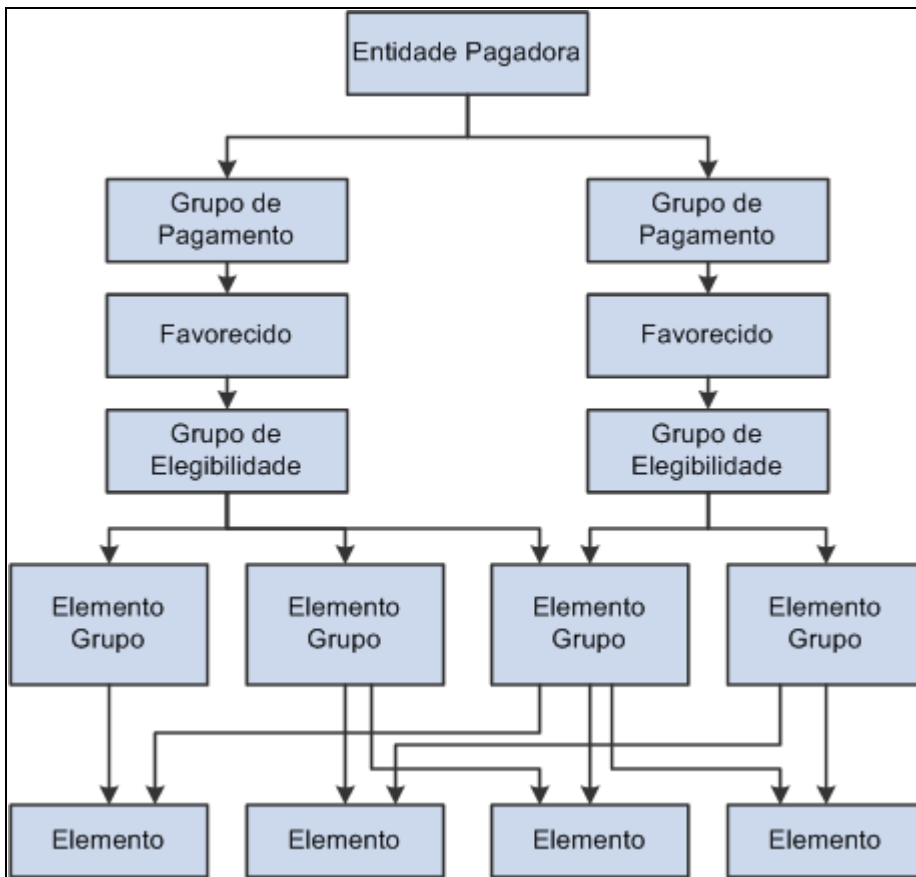 Entidade Pagadora
Grupo de
Pagamento
Grupo de
Pagamento
Favorecido
Favorecido
Grupo de
Elegibilidade
Grupo de
Elegibilidade
Elemento
Grupo
Elemento
Grupo
Elemento
Grupo
Elemento
Grupo
Elemento
Elemento
Elemento
Elemento